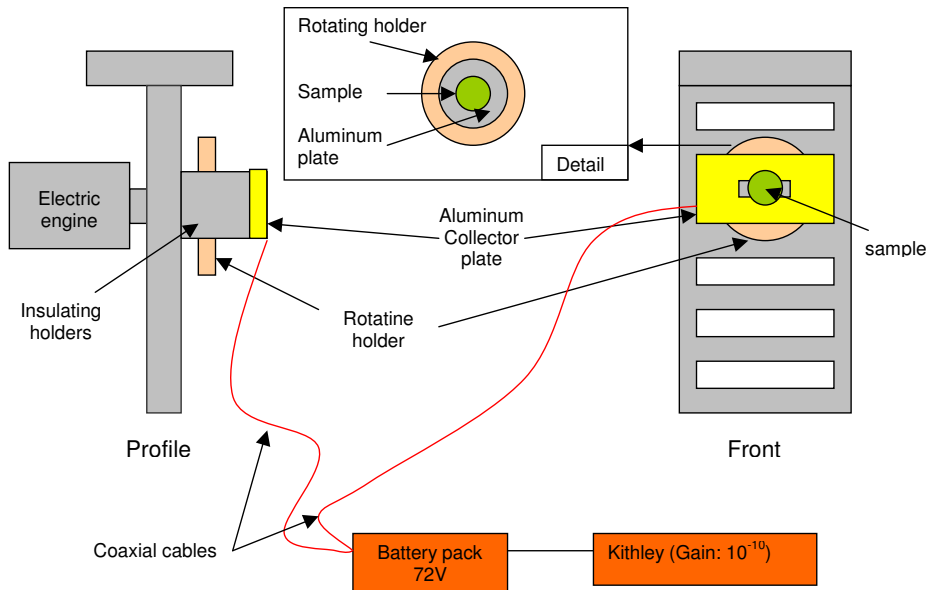 Rotating holder
Sample
Aluminum
plate
Detail
Electric
engine
Aluminum
Collector
plate
sample
Insulating
holders
Rotatine
holder
Profile
Front
Coaxial cables
Battery pack
72V
Kithley (Gain: 10⁻¹⁰)